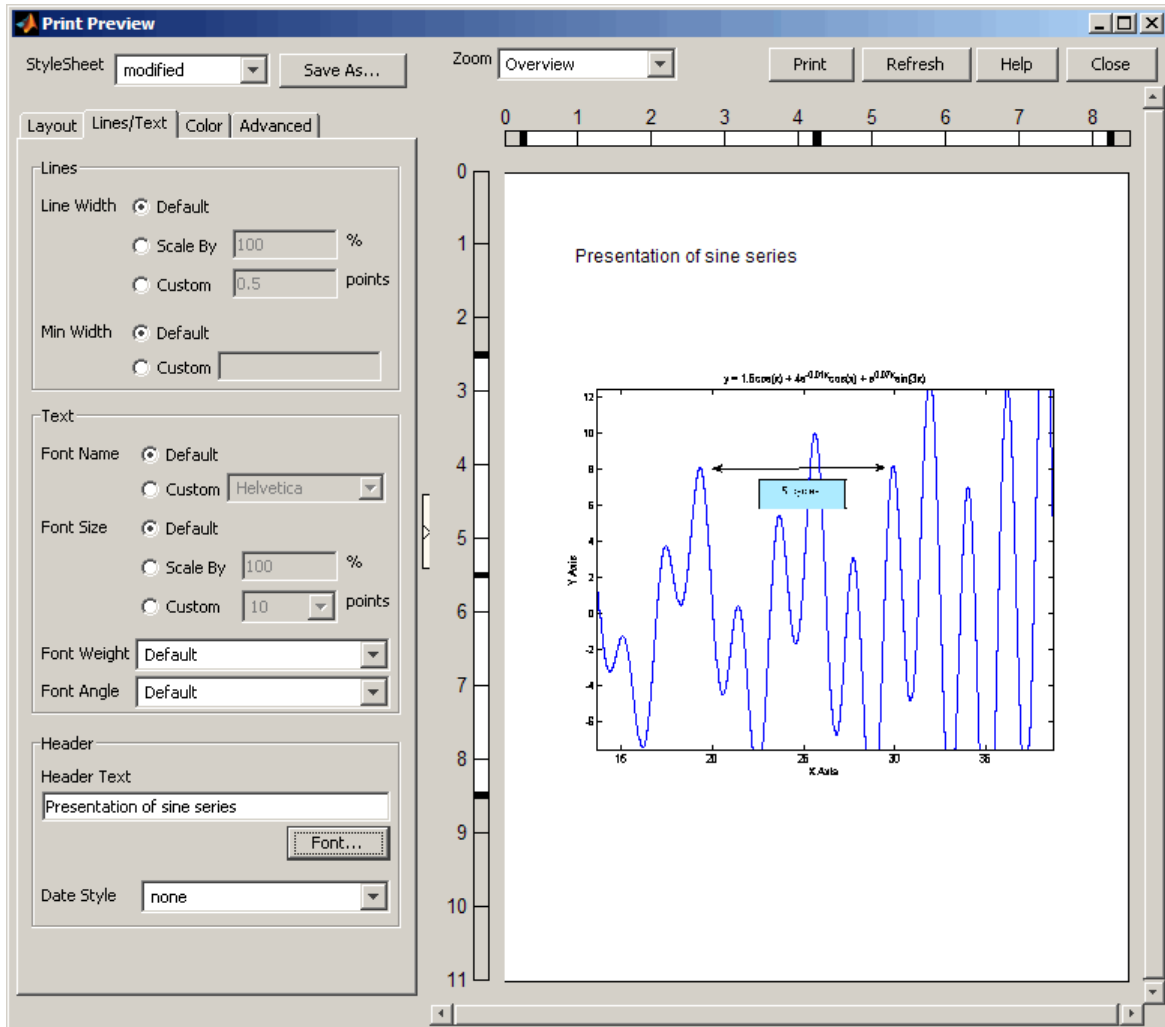 Print Preview
StyleSheet modified Save As... Zoom Overview Print Refresh Help Close
Layout Lines/Text Color Advanced
Lines
Line Width Default
Scale By 100 %
Custom 0.5 points
Min Width Default
Custom
Text
Font Name Default
Custom Helvetica
Font Size Default
Scale By 100 %
Custom 10 points
Font Weight Default
Font Angle Default
Header
Header Text
Presentation of sine series
Font...
Date Style none
0 1 2 3 4 5 6 7 8
0
1
2
3
4
5
6
7
8
9
10
11
Presentation of sine series
12
10
8
6
4
2
0
-2
-4
-6
Y Axis
15 20 25 30 35
X Axis